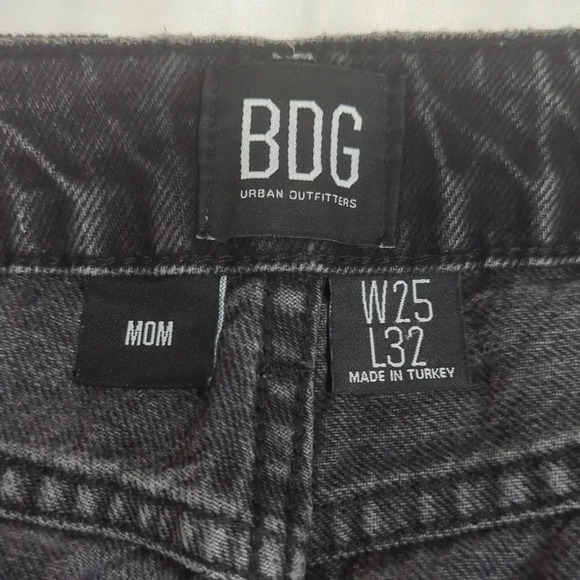 BDG
URBAN OUTFITTERS
MOM
W25
L32
MADE IN TURKEY